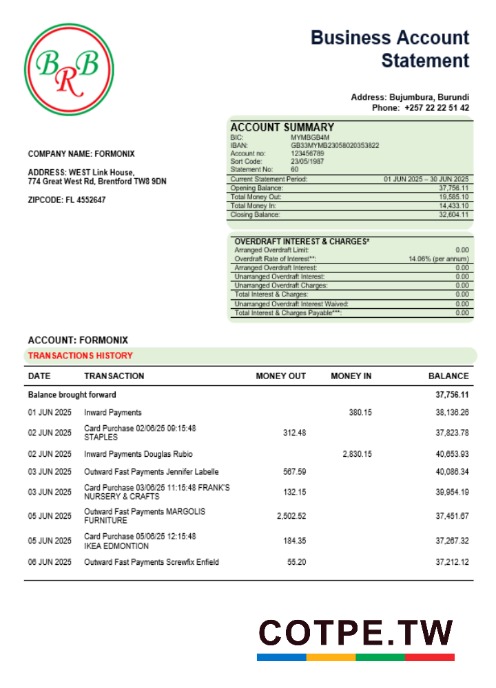 BRB
Business Account
Statement
Address: Bujumbura, Burundi
Phone: +257 22 22 51 42
ACCOUNT SUMMARY
BIC: MYMBGB4M
IBAN: GB33MYMB23058020353822
Account no: 123456789
Sort Code: 23/05/1987
Statement No: 60
Current Statement Period: 01 JUN 2025 – 30 JUN 2025
Opening Balance: 37,756.11
Total Money Out: 19,585.10
Total Money In: 14,433.10
Closing Balance: 32,604.11
COMPANY NAME: FORMONIX
ADDRESS: WEST Link House,
774 Great West Rd, Brentford TW8 9DN
ZIPCODE: FL 4552647
OVERDRAFT INTEREST & CHARGES*
Arranged Overdraft Limit: 0.00
Overdraft Rate of Interest**: 14.06% (per annum)
Arranged Overdraft Interest: 0.00
Unarranged Overdraft Interest: 0.00
Unarranged Overdraft Charges: 0.00
Total Interest & Charges: 0.00
Unarranged Overdraft Interest Waived: 0.00
Total Interest & Charges Payable***: 0.00
ACCOUNT: FORMONIX
TRANSACTIONS HISTORY
DATE TRANSACTION MONEY OUT MONEY IN BALANCE
Balance brought forward 37,756.11
01 JUN 2025 Inward Payments 380.15 38,136.26
02 JUN 2025 Card Purchase 02/06/25 09:15:48 312.48 37,823.78
STAPLES
02 JUN 2025 Inward Payments Douglas Rubio 2,830.15 40,653.93
03 JUN 2025 Outward Fast Payments Jennifer Labelle 567.59 40,086.34
03 JUN 2025 Card Purchase 03/06/25 11:15:48 FRANK'S 132.15 39,954.19
NURSERY & CRAFTS
05 JUN 2025 Outward Fast Payments MARGOLIS 2,502.52 37,451.67
FURNITURE
05 JUN 2025 Card Purchase 05/06/25 12:15:48 184.35 37,267.32
IKEA EDMONTION
06 JUN 2025 Outward Fast Payments Screwfix Enfield 55.20 37,212.12
COTPE.TW